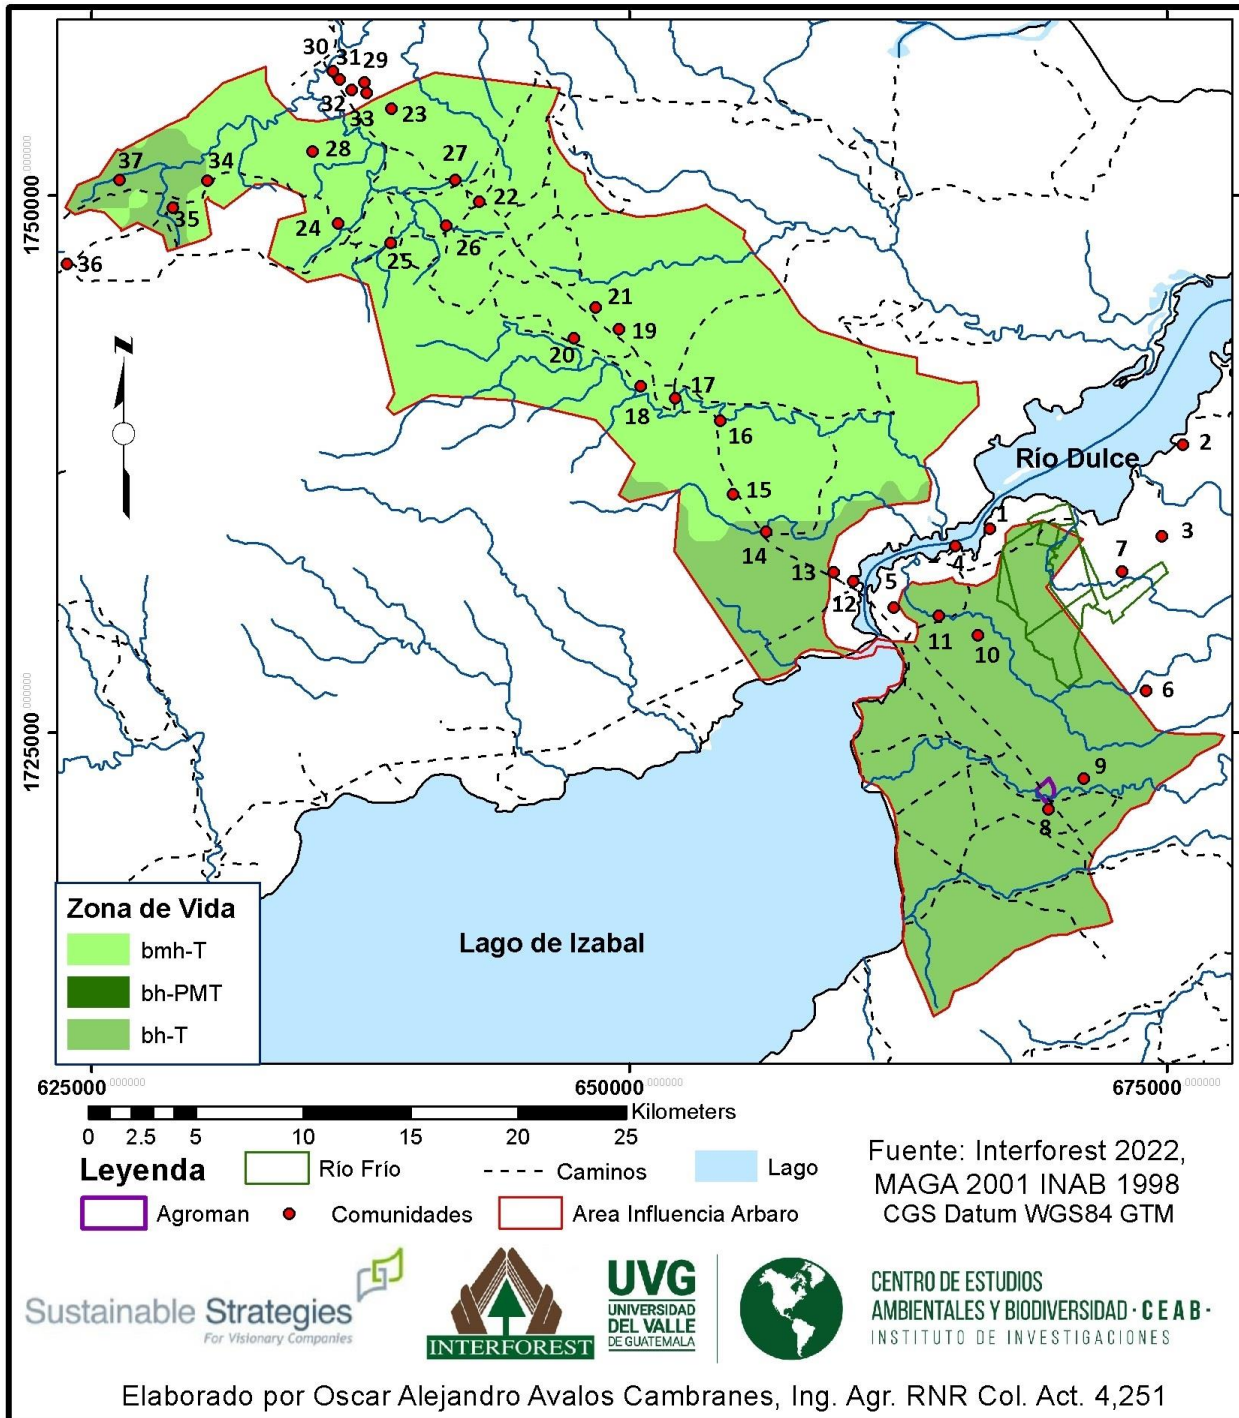 30
31
29
32
33
23
37
34
28
27
22
35
24
25
26
36
21
19
20
17
18
16
15
14
13
12
5
4
1
2
3
7
11
10
6
9
8
N
Río Dulce
Lago de Izabal
1750000.000000
1725000.000000
Zona de Vida
bmh-T
bh-PMT
bh-T
625000.000000
650000.000000
675000.000000
Kilometers
0 2.5 5 10 15 20 25
Leyenda
Río Frío
Caminos
Lago
Agroman
Comunidades
Area Influencia Arbaro
Fuente: Interforest 2022,
MAGA 2001 INAB 1998
CGS Datum WGS84 GTM
Sustainable Strategies
For Visionary Companies
INTERFOREST
UVG
UNIVERSIDAD
DEL VALLE
DE GUATEMALA
CENTRO DE ESTUDIOS
AMBIENTALES Y BIODIVERSIDAD · CEAB ·
INSTITUTO DE INVESTIGACIONES
Elaborado por Oscar Alejandro Avalos Cambranes, Ing. Agr. RNR Col. Act. 4,251